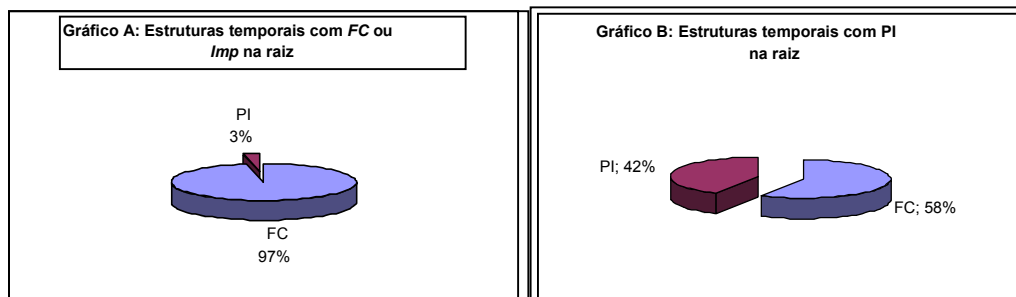 Gráfico A: Estruturas temporais com FC ou
Imp na raiz
PI
3%
FC
97%
Gráfico B: Estruturas temporais com PI
na raiz
PI; 42%
FC; 58%